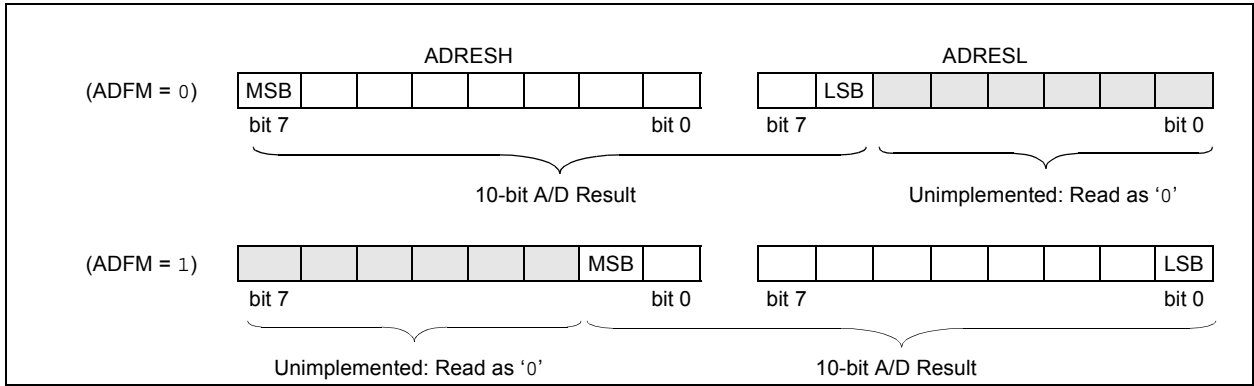 ADRESH ADRESL
(ADFM = 0) MSB LSB
bit 7 bit 0 bit 7 bit 0
10-bit A/D Result Unimplemented: Read as ‘0’
(ADFM = 1) MSB LSB
bit 7 bit 0 bit 7 bit 0
Unimplemented: Read as ‘0’ 10-bit A/D Result